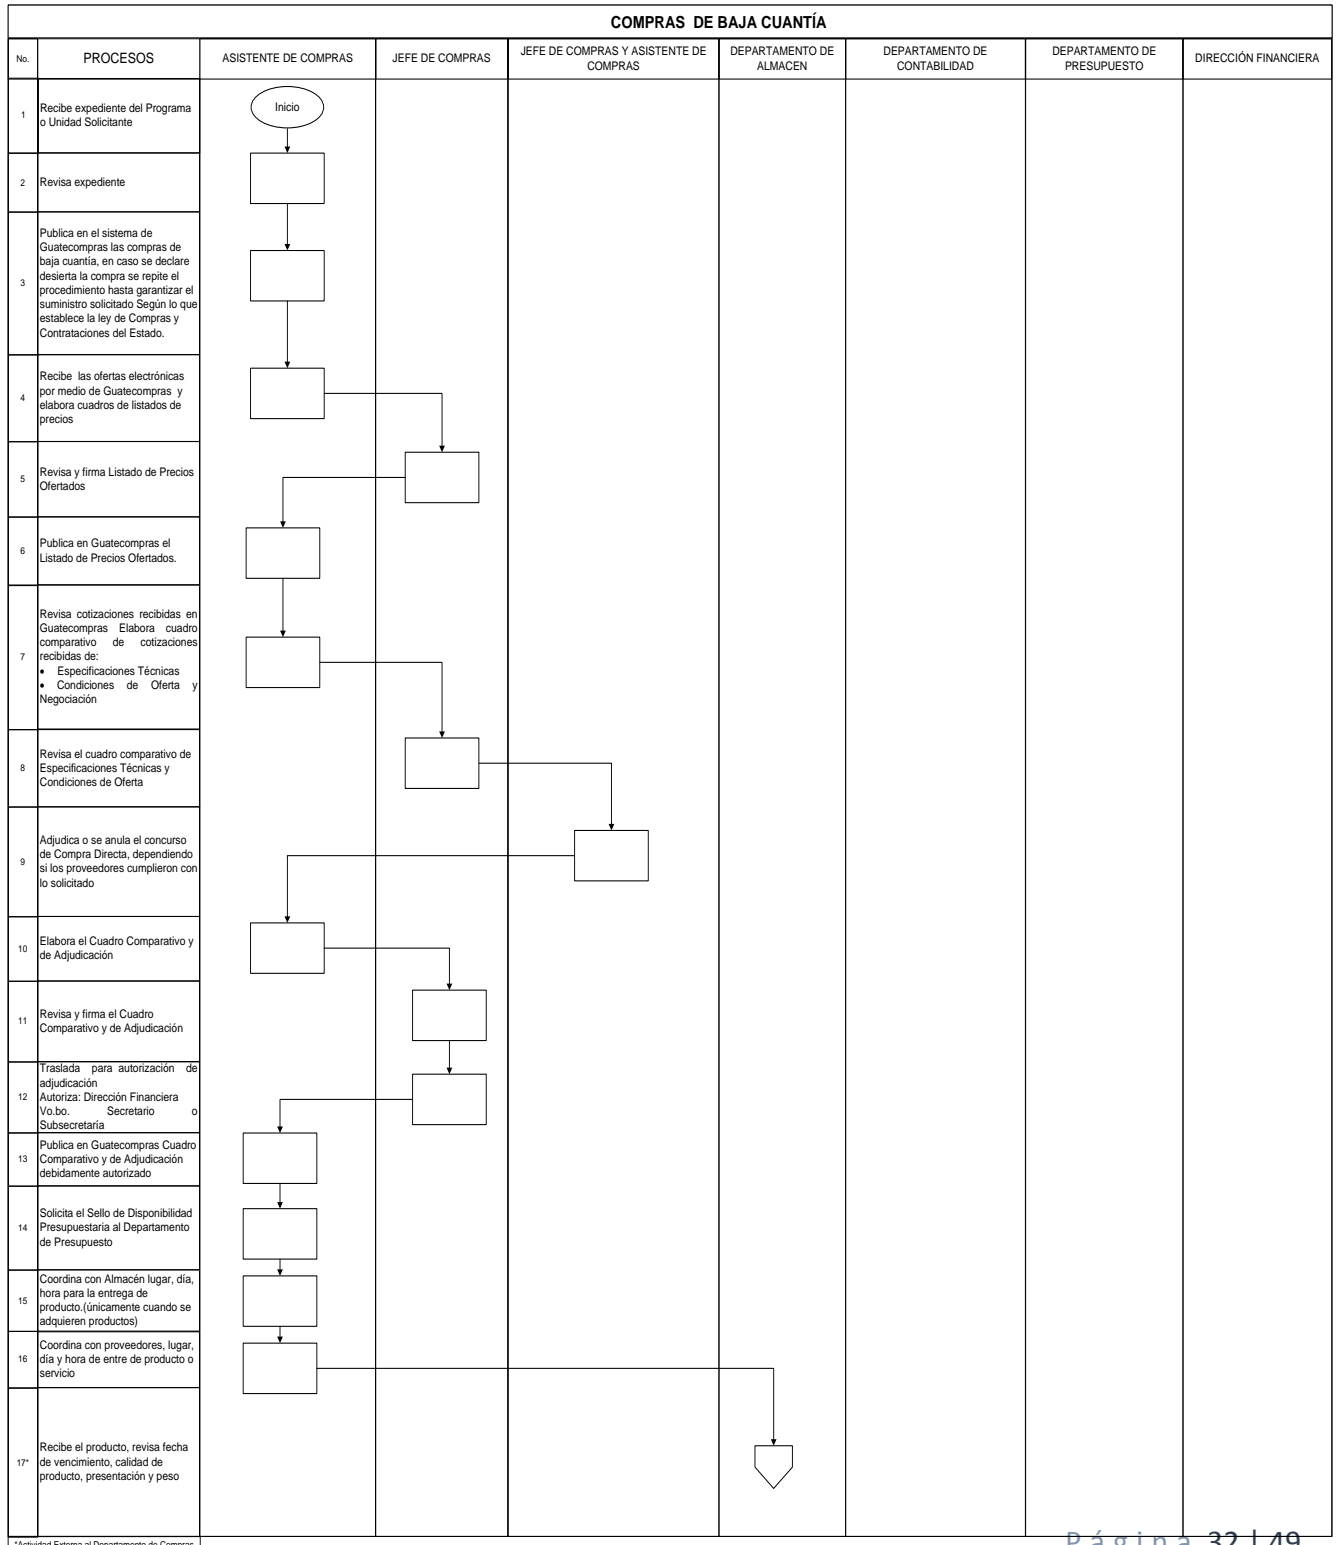 COMPRAS DE BAJA CUANTÍA
No.
PROCESOS
ASISTENTE DE COMPRAS
JEFE DE COMPRAS
JEFE DE COMPRAS Y ASISTENTE DE
COMPRAS
DEPARTAMENTO DE
ALMACEN
DEPARTAMENTO DE
CONTABILIDAD
DEPARTAMENTO DE
PRESUPUESTO
DIRECCIÓN FINANCIERA
1
Recibe expediente del Programa
o Unidad Solicitante
Inicio
2
Revisa expediente
3
Publica en el sistema de
Guatecompras las compras de
baja cuantía, en caso se declare
desierta la compra se repite el
procedimiento hasta garantizar el
suministro solicitado Según lo que
establece la ley de Compras y
Contrataciones del Estado.
4
Recibe las ofertas electrónicas
por medio de Guatecompras y
elabora cuadros de listados de
precios
5
Revisa y firma Listado de Precios
Ofertados
6
Publica en Guatecompras el
Listado de Precios Ofertados.
7
Revisa cotizaciones recibidas en
Guatecompras Elabora cuadro
comparativo de cotizaciones
recibidas de:
• Especificaciones Técnicas
• Condiciones de Oferta y
Negociación
8
Revisa el cuadro comparativo de
Especificaciones Técnicas y
Condiciones de Oferta
9
Adjudica o se anula el concurso
de Compra Directa, dependiendo
si los proveedores cumplieron con
lo solicitado
10
Elabora el Cuadro Comparativo y
de Adjudicación
11
Revisa y firma el Cuadro
Comparativo y de Adjudicación
12
Traslada para autorización de
adjudicación
Autoriza: Dirección Financiera
Vo.bo. Secretario o
Subsecretaría
13
Publica en Guatecompras Cuadro
Comparativo y de Adjudicación
debidamente autorizado
14
Solicita el Sello de Disponibilidad
Presupuestaria al Departamento
de Presupuesto
15
Coordina con Almacén lugar, día,
hora para la entrega de
producto.(únicamente cuando se
adquieren productos)
16
Coordina con proveedores, lugar,
día y hora de entre de producto o
servicio
17*
Recibe el producto, revisa fecha
de vencimiento, calidad de
producto, presentación y peso
*Actividad Externa al Departamento de Compras
Página 32 | 49